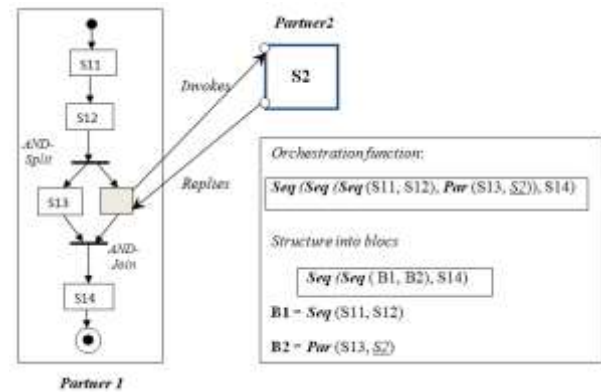 Partner2
S11
S2
Invokes
S12
AND-
Split
Orchestration function:
Replies
Seq (Seq (Seq (S11, S12), Par (S13, S2)), S14)
S13
Structure into blocs
AND-
Join
Seq (Seq ( B1, B2), S14)
S14
B1 = Seq (S11, S12)
B2 = Par (S13, S2)
Partner 1